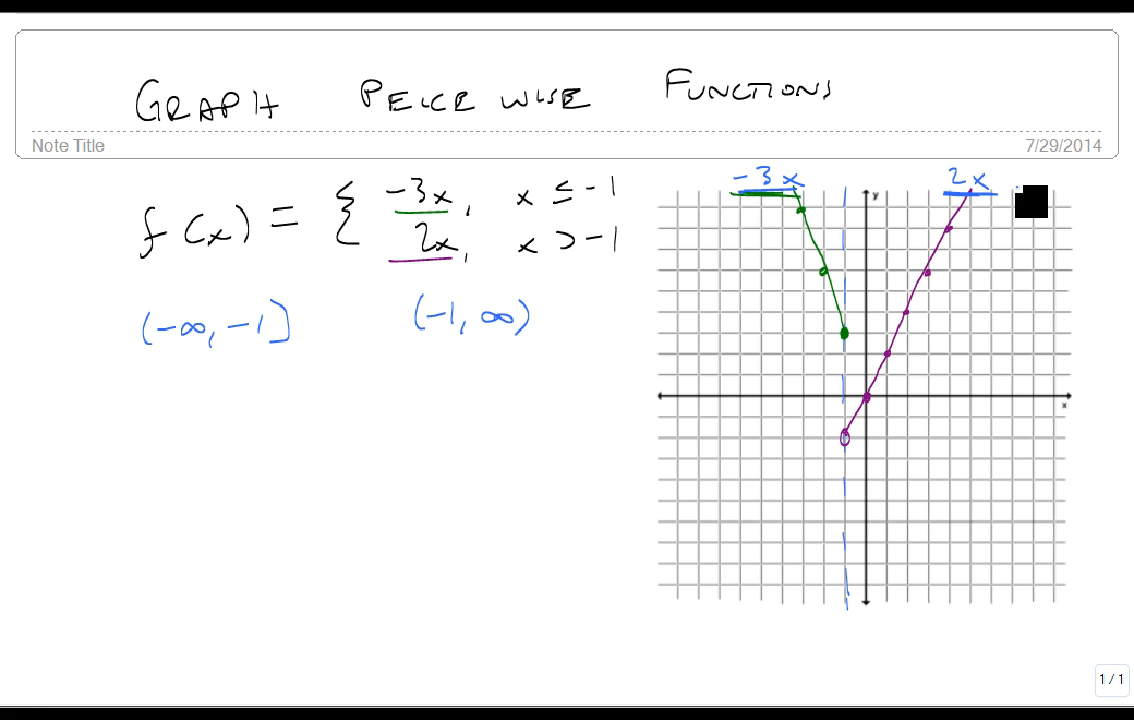 GRAPH PEICE WISE FUNCTIONS
Note Title 7/29/2014
f(x) = { -3x, x ≤ -1
2x, x > -1
(-∞, -1] (-1, ∞)
-3x 2x
y
x
1 / 1